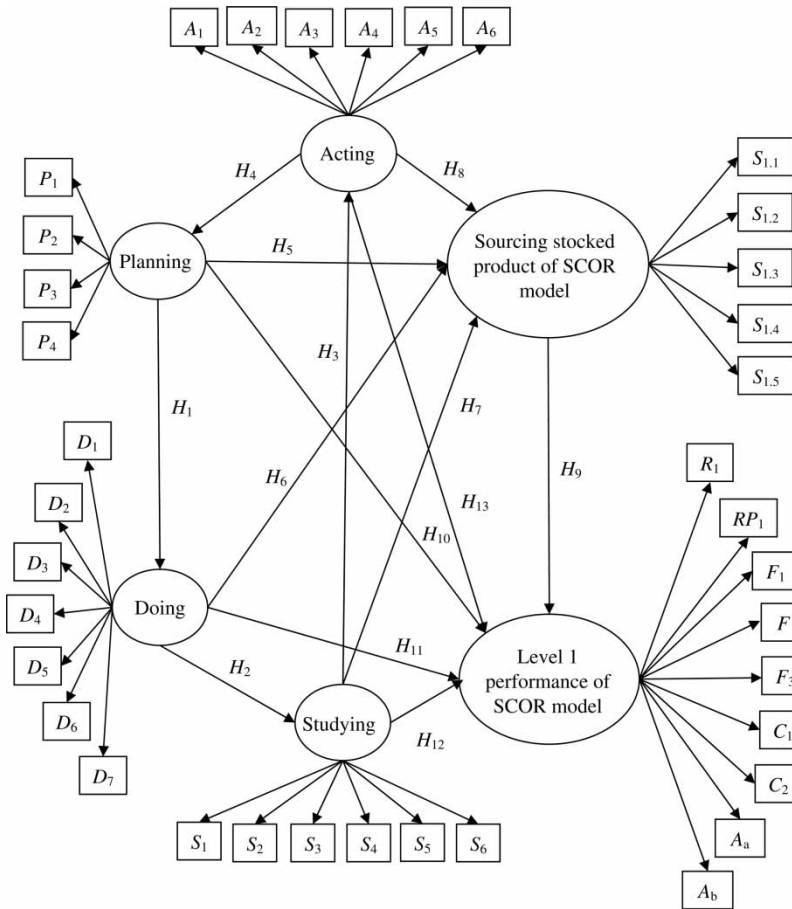 A1 A2 A3 A4 A5 A6
Acting
H4 H8
P1
P2
P3
P4
Planning
H5
Sourcing stocked
product of SCOR
model
S1.1
S1.2
S1.3
S1.4
S1.5
H3
H7
H1
H6
H13
H10
H9
D1
D2
D3
D4
D5
D6
D7
Doing
H2
H11
Studying
H12
Level 1
performance of
SCOR model
R1
RP1
F1
F
F3
C1
C2
Aa
Ab
S1 S2 S3 S4 S5 S6